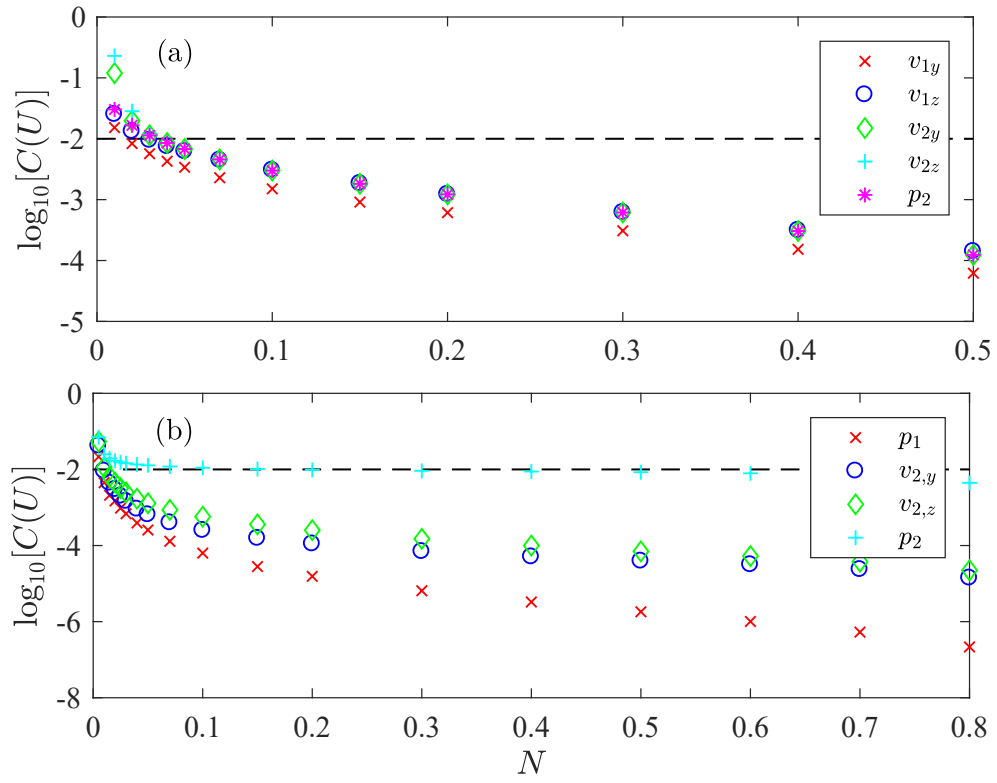 (a)
log₁₀[C(U)]
0
-1
-2
-3
-4
-5
0 0.1 0.2 0.3 0.4 0.5
v₁y
v₁z
v₂y
v₂z
p₂
(b)
log₁₀[C(U)]
0
-2
-4
-6
-8
0 0.1 0.2 0.3 0.4 0.5 0.6 0.7 0.8
N
p₁
v₂,y
v₂,z
p₂